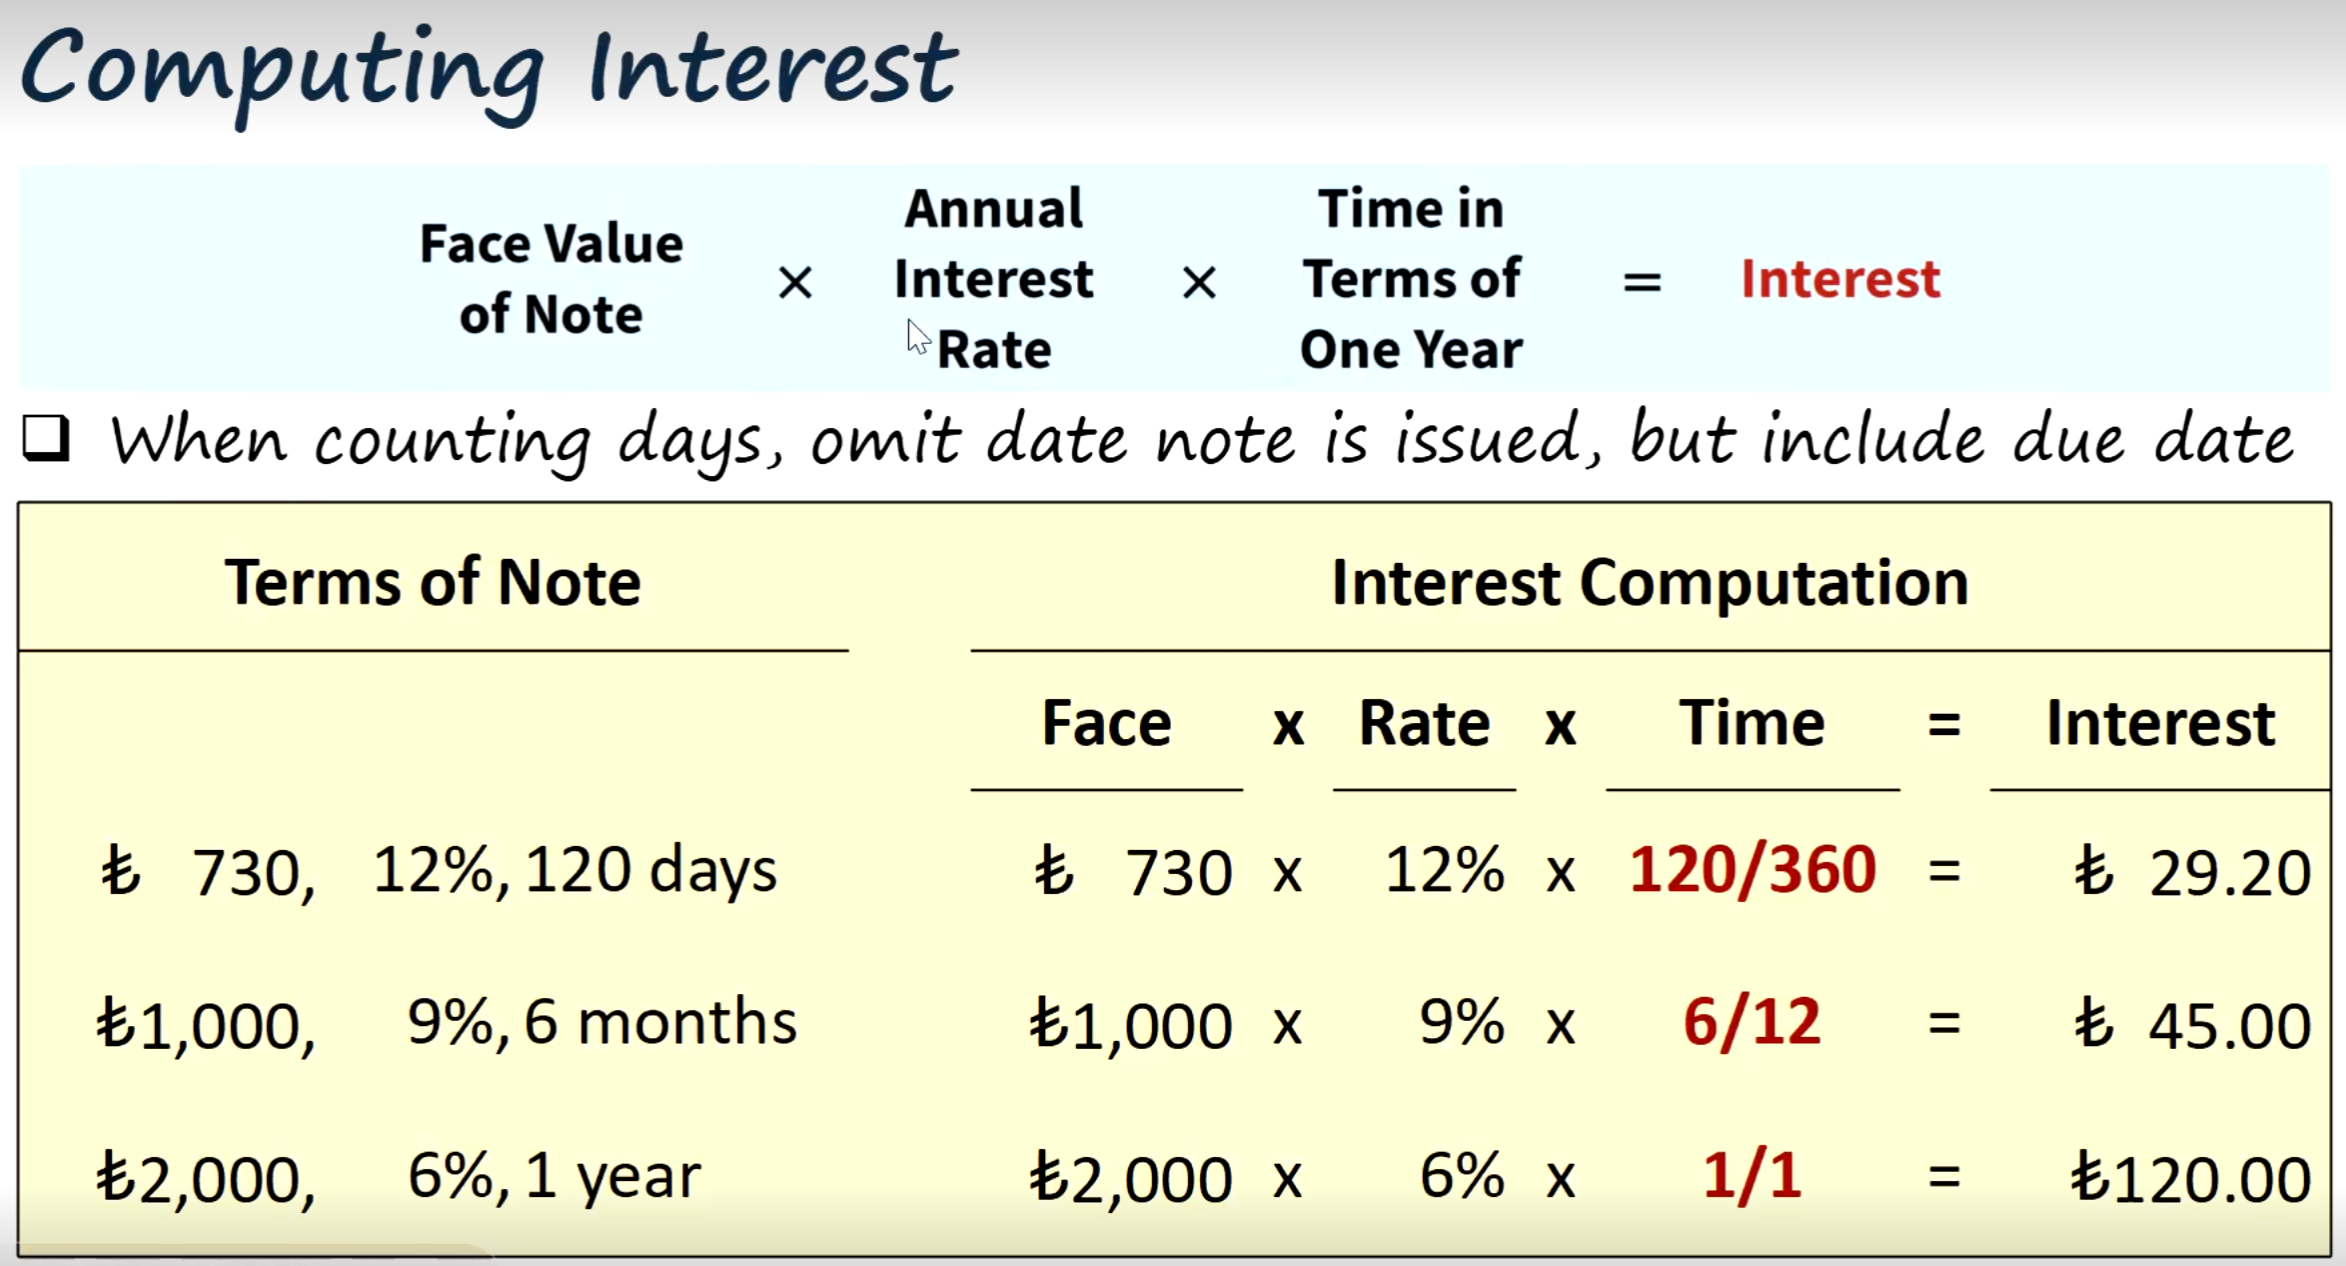 Computing Interest
Face Value of Note × Annual Interest Rate × Time in Terms of One Year = Interest
❑ When counting days, omit date note is issued, but include due date
Terms of Note Interest Computation
Face x Rate x Time = Interest
₺ 730, 12%, 120 days ₺ 730 x 12% x 120/360 = ₺ 29.20
₺1,000, 9%, 6 months ₺1,000 x 9% x 6/12 = ₺ 45.00
₺2,000, 6%, 1 year ₺2,000 x 6% x 1/1 = ₺120.00